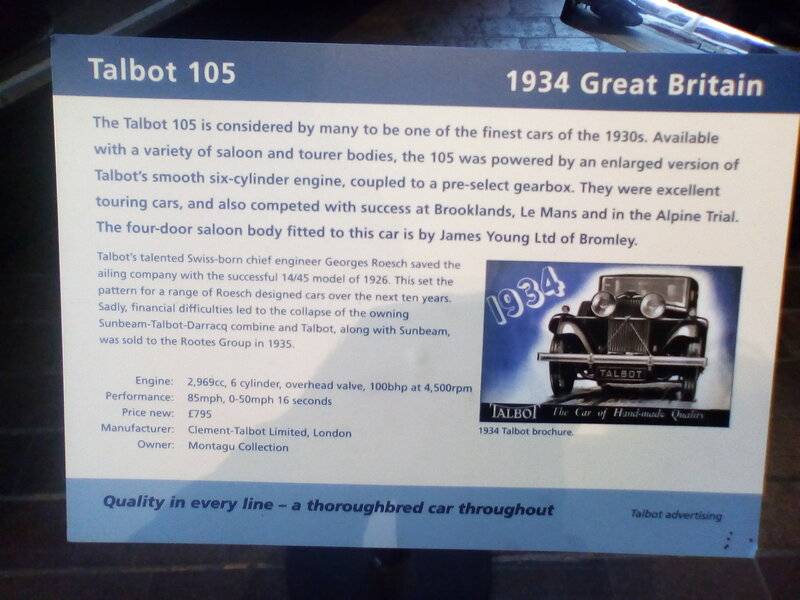 Talbot 105
1934 Great Britain
The Talbot 105 is considered by many to be one of the finest cars of the 1930s. Available
with a variety of saloon and tourer bodies, the 105 was powered by an enlarged version of
Talbot's smooth six-cylinder engine, coupled to a pre-select gearbox. They were excellent
touring cars, and also competed with success at Brooklands, Le Mans and in the Alpine Trial.
The four-door saloon body fitted to this car is by James Young Ltd of Bromley.
Talbot's talented Swiss-born chief engineer Georges Roesch saved the
ailing company with the successful 14/45 model of 1926. This set the
pattern for a range of Roesch designed cars over the next ten years.
Sadly, financial difficulties led to the collapse of the owning
Sunbeam-Talbot-Darracq combine and Talbot, along with Sunbeam,
was sold to the Rootes Group in 1935.
Engine: 2,969cc, 6 cylinder, overhead valve, 100bhp at 4,500rpm
Performance: 85mph, 0-50mph 16 seconds
Price new: £795
Manufacturer: Clement-Talbot Limited, London
Owner: Montagu Collection
1934
TALBOT
TALBOT The Car of Hand-made Quality
1934 Talbot brochure.
Quality in every line – a thoroughbred car throughout
Talbot advertising